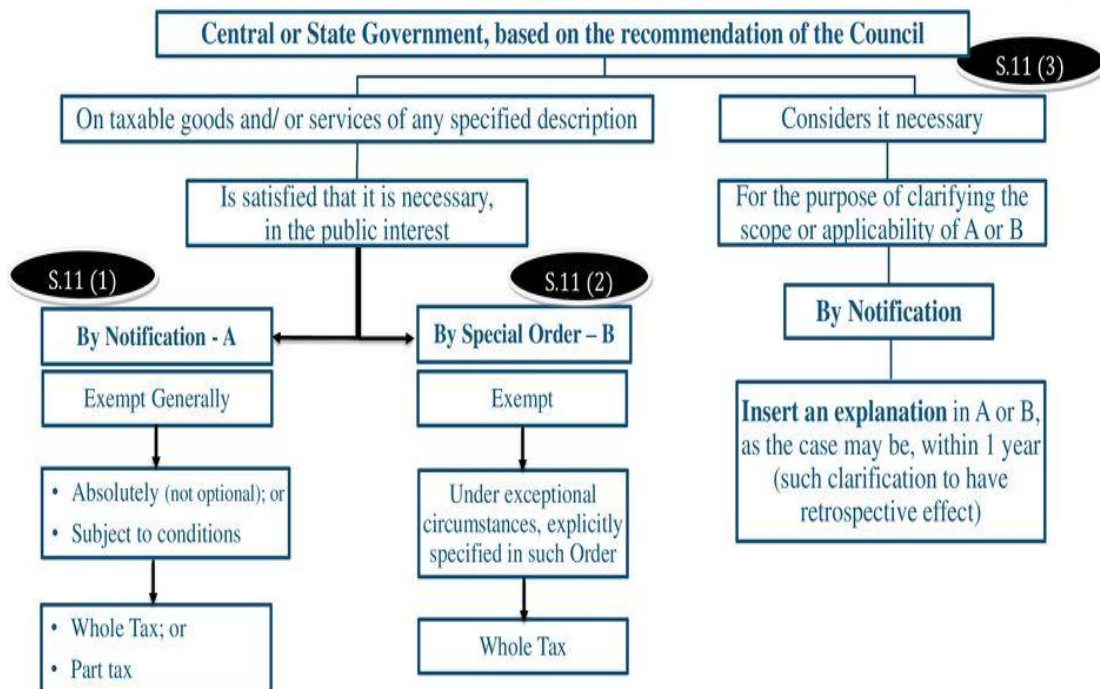 Central or State Government, based on the recommendation of the Council
S.11 (3)
On taxable goods and/ or services of any specified description
Considers it necessary
Is satisfied that it is necessary,
in the public interest
For the purpose of clarifying the
scope or applicability of A or B
S.11 (1)
S.11 (2)
By Notification - A
By Special Order – B
By Notification
Exempt Generally
Exempt
Insert an explanation in A or B,
as the case may be, within 1 year
(such clarification to have
retrospective effect)
• Absolutely (not optional); or
• Subject to conditions
Under exceptional
circumstances, explicitly
specified in such Order
• Whole Tax; or
• Part tax
Whole Tax